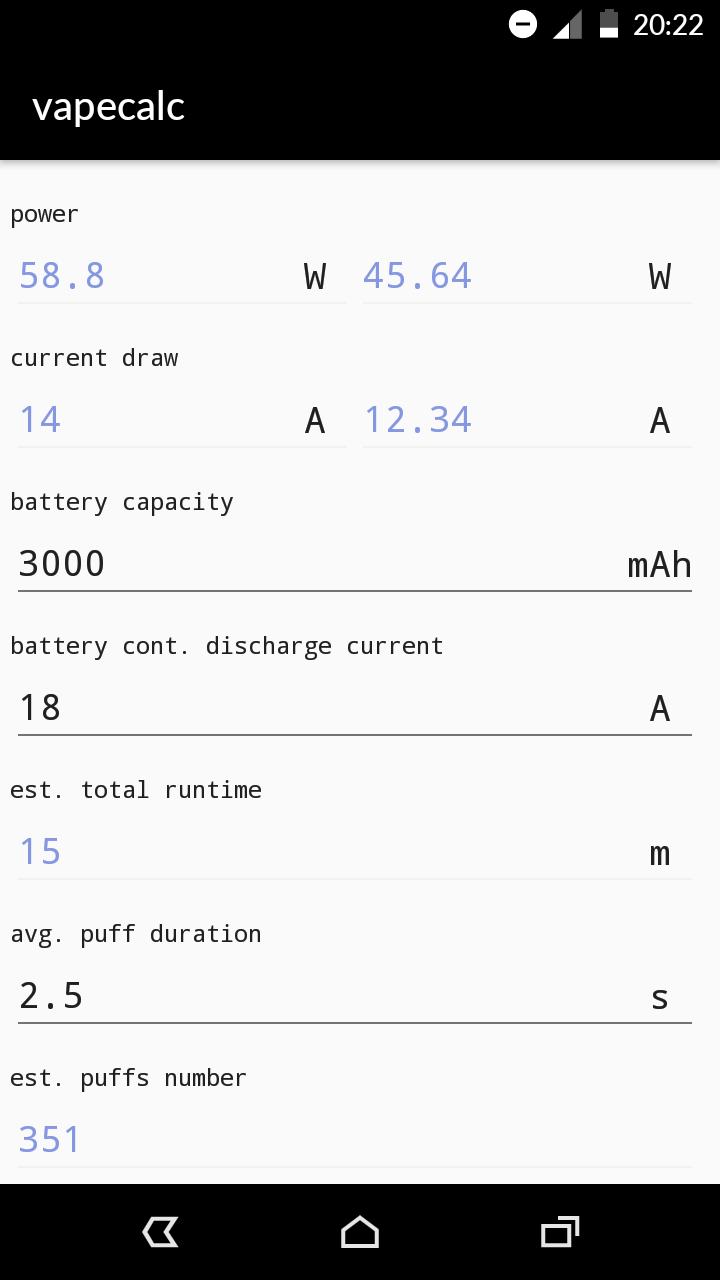 20:22
vapecalc
power
58.8 W 45.64 W
current draw
14 A 12.34 A
battery capacity
3000 mAh
battery cont. discharge current
18 A
est. total runtime
15 m
avg. puff duration
2.5 s
est. puffs number
351